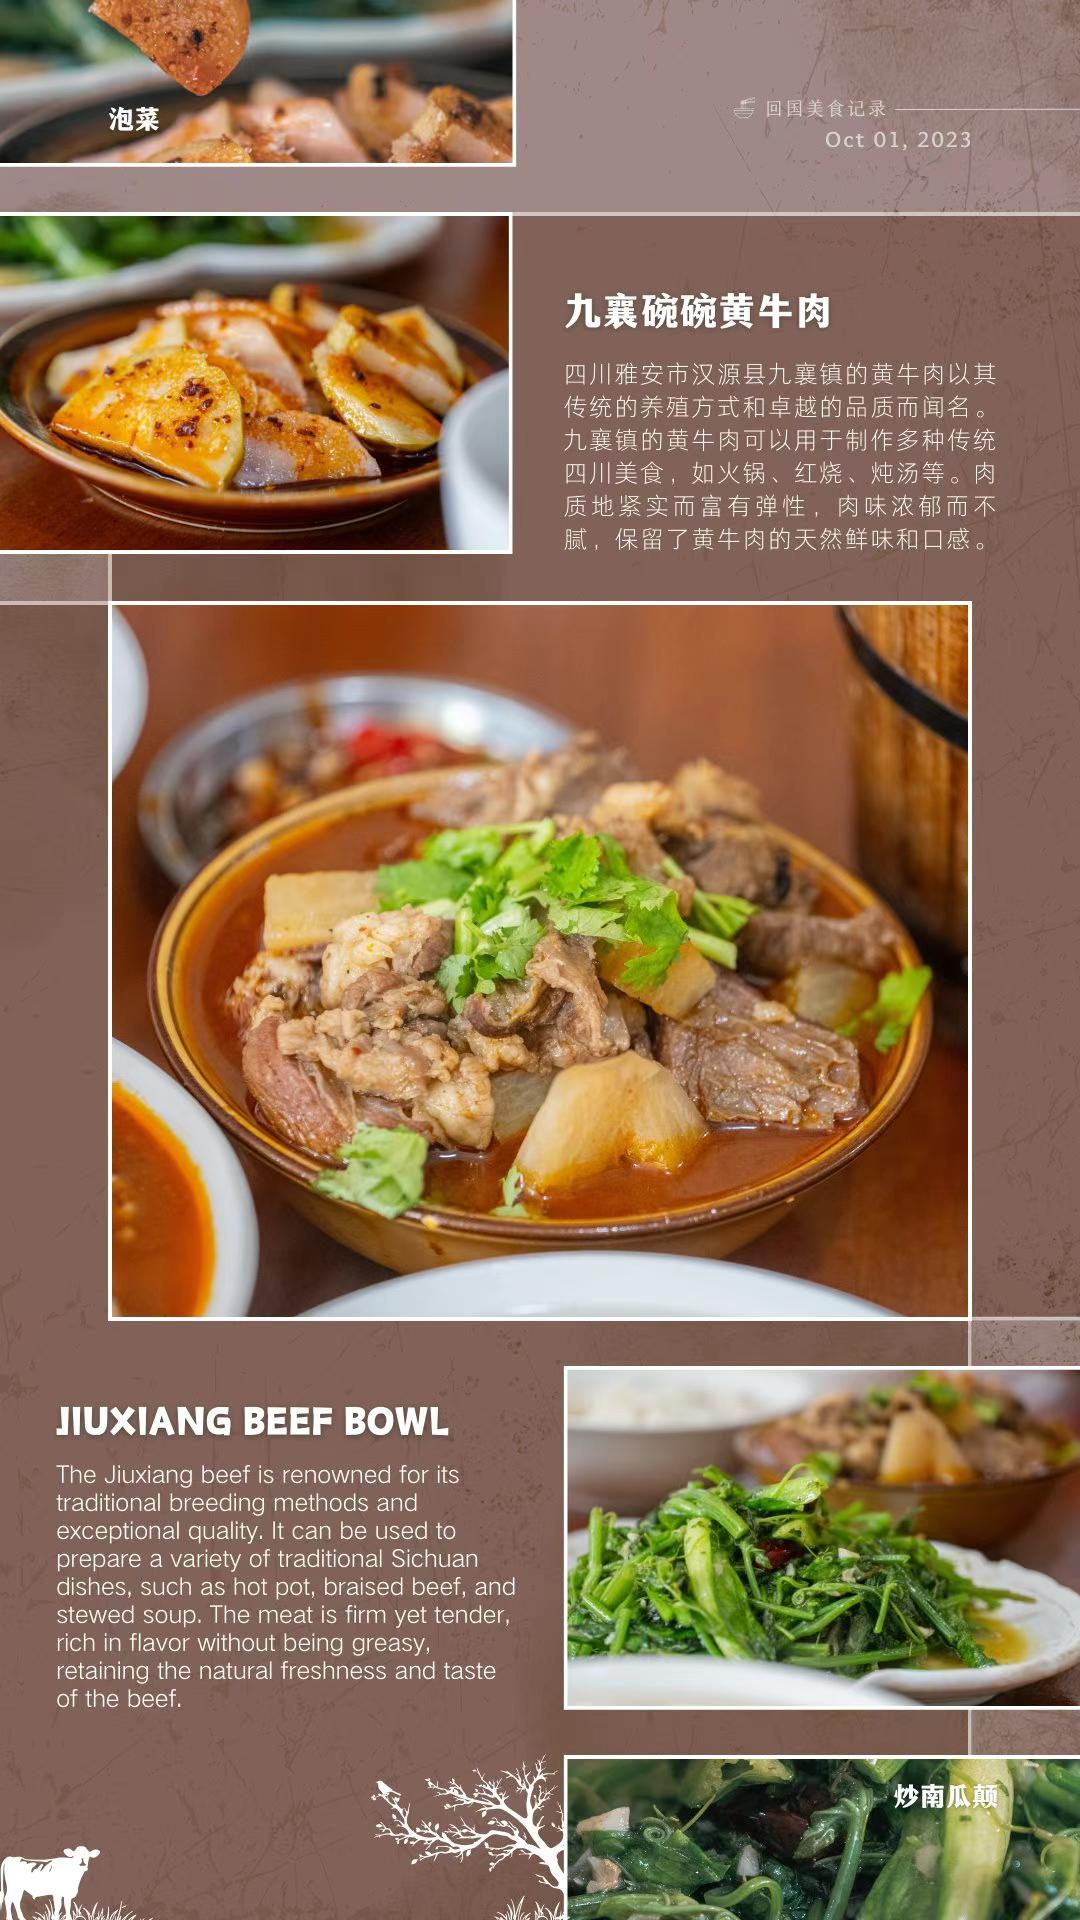 泡菜
回国美食记录
Oct 01, 2023
九襄碗碗黄牛肉
四川雅安市汉源县九襄镇的黄牛肉以其
传统的养殖方式和卓越的品质而闻名。
九襄镇的黄牛肉可以用于制作多种传统
四川美食，如火锅、红烧、炖汤等。肉
质地紧实而富有弹性，肉味浓郁而不
腻，保留了黄牛肉的天然鲜味和口感。
JIUXIANG BEEF BOWL
The Jiuxiang beef is renowned for its
traditional breeding methods and
exceptional quality. It can be used to
prepare a variety of traditional Sichuan
dishes, such as hot pot, braised beef, and
stewed soup. The meat is firm yet tender,
rich in flavor without being greasy,
retaining the natural freshness and taste
of the beef.
炒南瓜颠